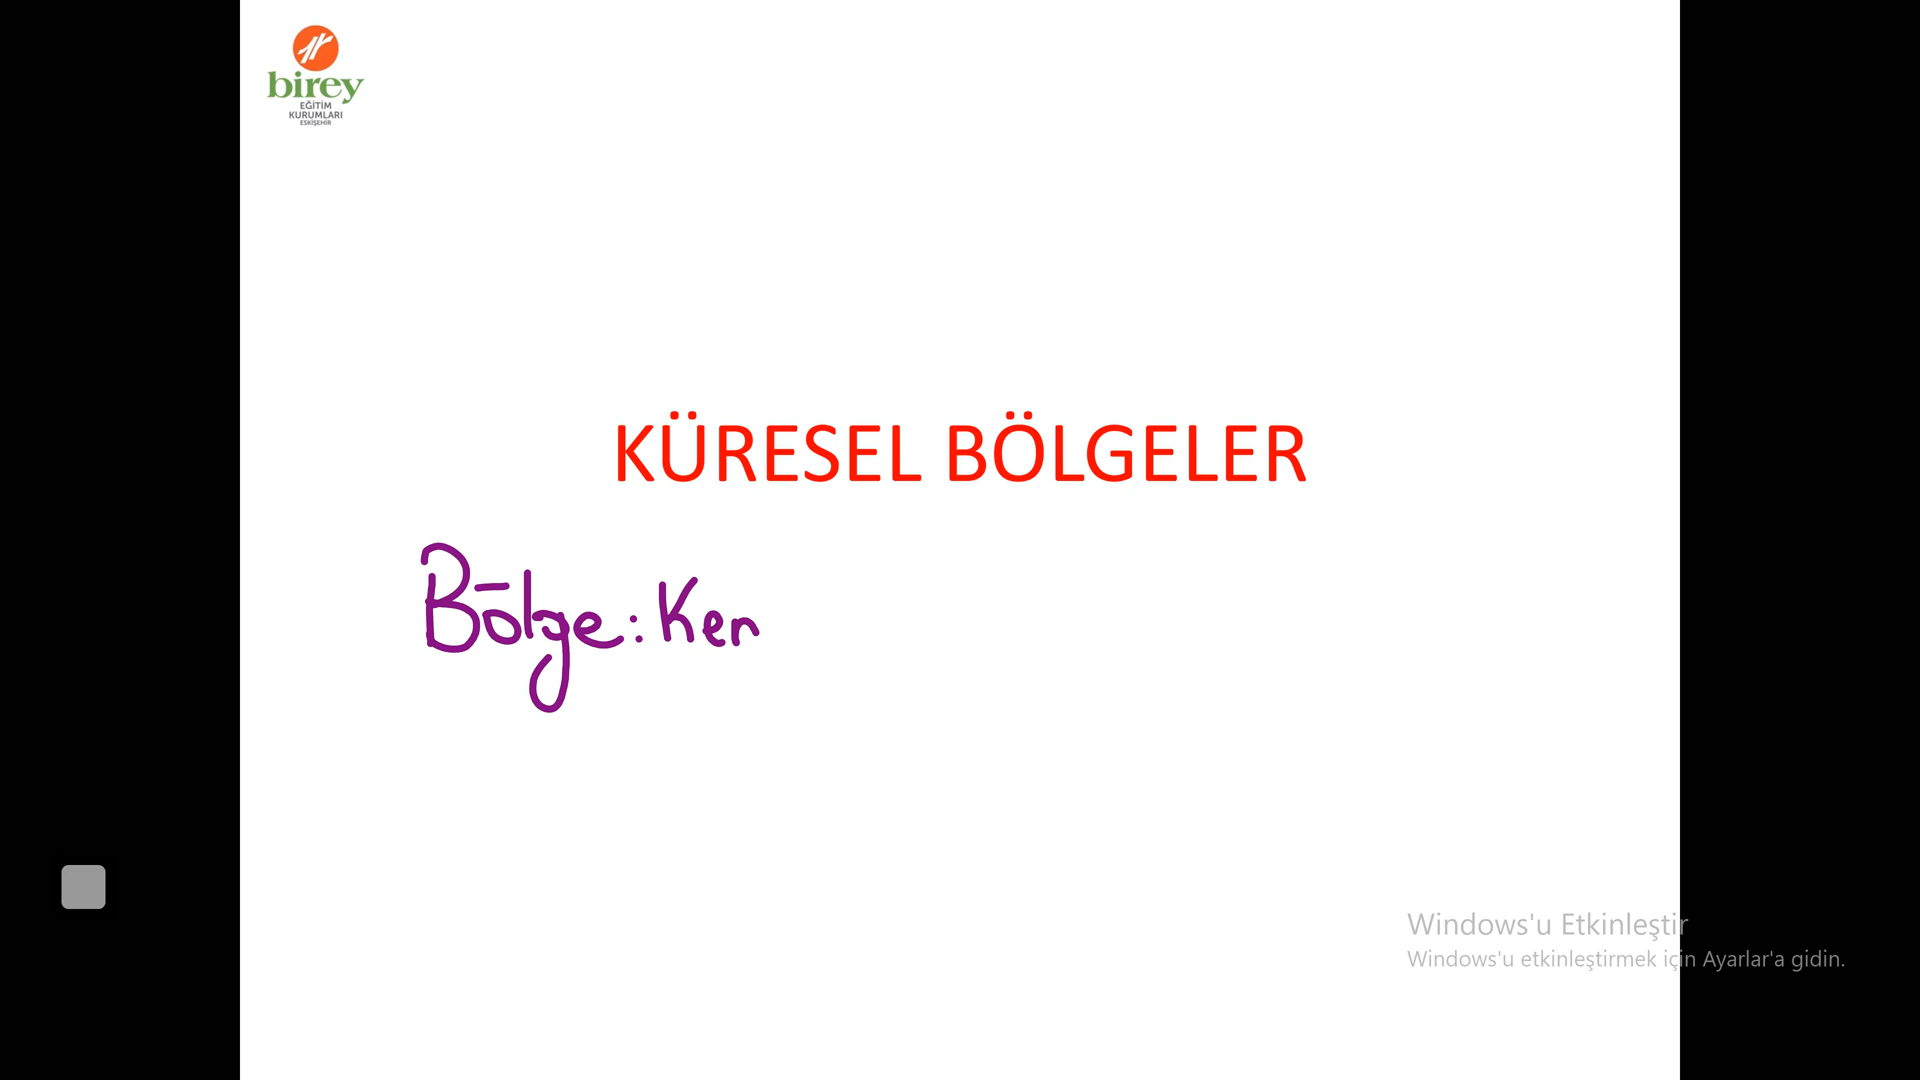 birey
EĞİTİM
KURUMLARI
ESKİŞEHİR
KÜRESEL BÖLGELER
Bölge: Ken
Windows'u Etkinleştir
Windows'u etkinleştirmek için Ayarlar'a gidin.